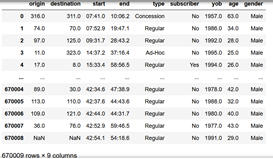 origin destination start end type subscriber yob age gender
0 316.0 311.0 07:41.0 10:06.2 Concession No 1957.0 63.0 Male
1 74.0 70.0 07:52.9 19:47.1 Regular No 1986.0 34.0 Male
2 97.0 125.0 09:31.7 28:43.2 Regular No 1992.0 28.0 Male
3 11.0 323.0 14:37.2 37:16.4 Ad-Hoc No 1995.0 25.0 Male
4 17.0 8.0 15:33.4 58:56.5 Regular Yes 1994.0 26.0 Male
... ... ... ... ... ... ... ... ... ...
670004 89.0 30.0 42:34.6 47:38.9 Regular No 1978.0 42.0 Male
670005 113.0 110.0 42:37.6 44:43.6 Regular No 1988.0 32.0 Male
670006 109.0 121.0 42:44.0 44:31.7 Regular No 1980.0 40.0 Male
670007 36.0 76.0 42:52.9 59:46.5 Regular No 1977.0 43.0 Male
670008 NaN NaN 42:54.1 54:18.6 Regular No 1991.0 29.0 Male
670009 rows × 9 columns